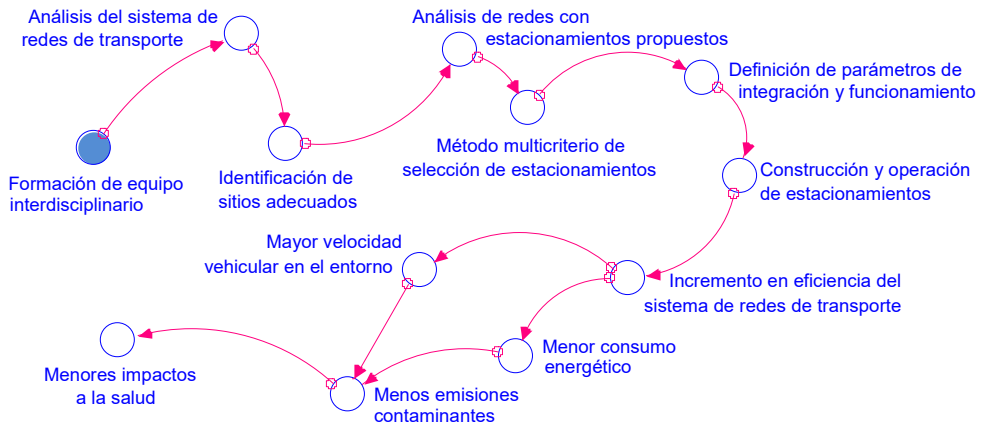 Análisis del sistema de
redes de transporte
Análisis de redes con
estacionamientos propuestos
Definición de parámetros de
integración y funcionamiento
Método multicriterio de
selección de estacionamientos
Formación de equipo
interdisciplinario
Identificación de
sitios adecuados
Construcción y operación
de estacionamientos
Mayor velocidad
vehicular en el entorno
Incremento en eficiencia del
sistema de redes de transporte
Menor consumo
energético
Menores impactos
a la salud
Menos emisiones
contaminantes